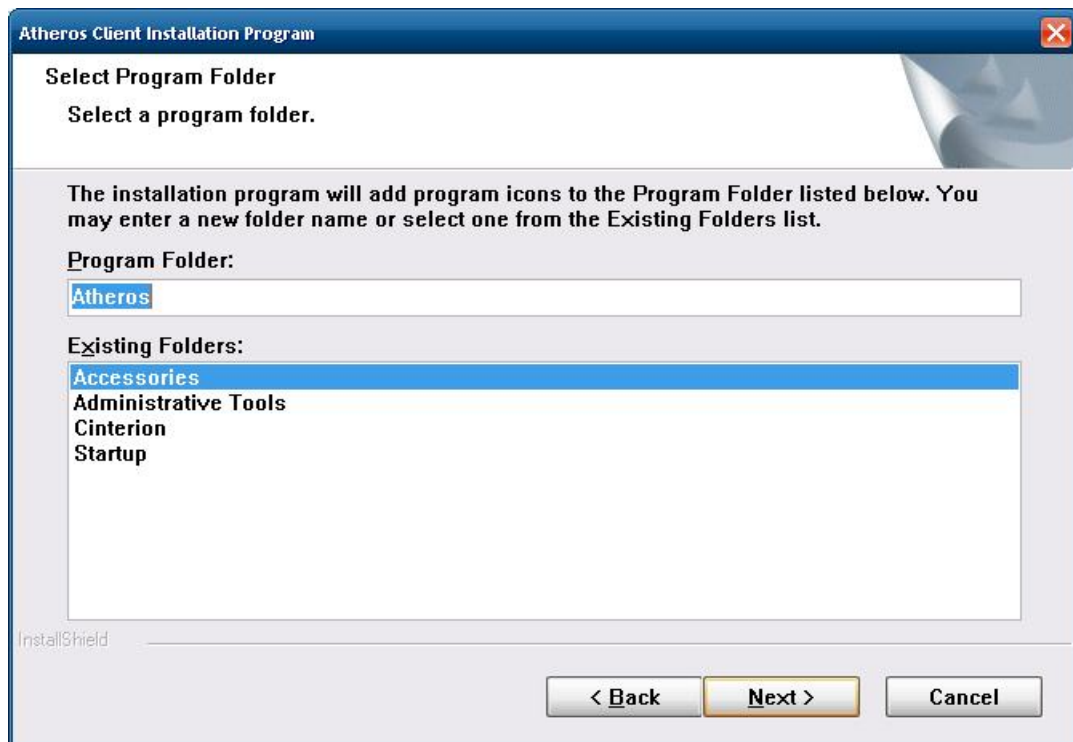 Atheros Client Installation Program
Select Program Folder
Select a program folder.
The installation program will add program icons to the Program Folder listed below. You
may enter a new folder name or select one from the Existing Folders list.
Program Folder:
Atheros
Existing Folders:
Accessories
Administrative Tools
Cinterion
Startup
InstallShield
< Back
Next >
Cancel